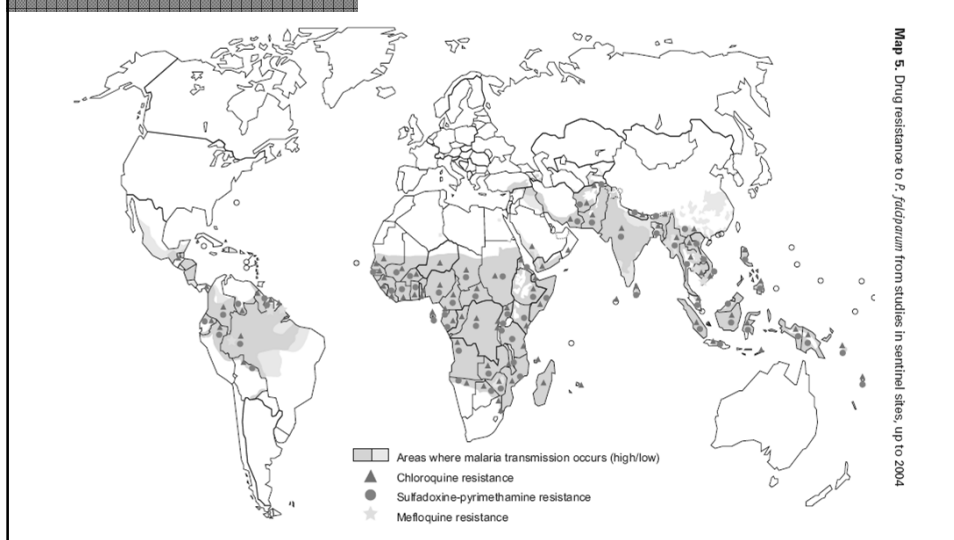 Map 5. Drug resistance to P. falciparum from studies in sentinel sites, up to 2004
Areas where malaria transmission occurs (high/low)
Chloroquine resistance
Sulfadoxine-pyrimethamine resistance
Mefloquine resistance